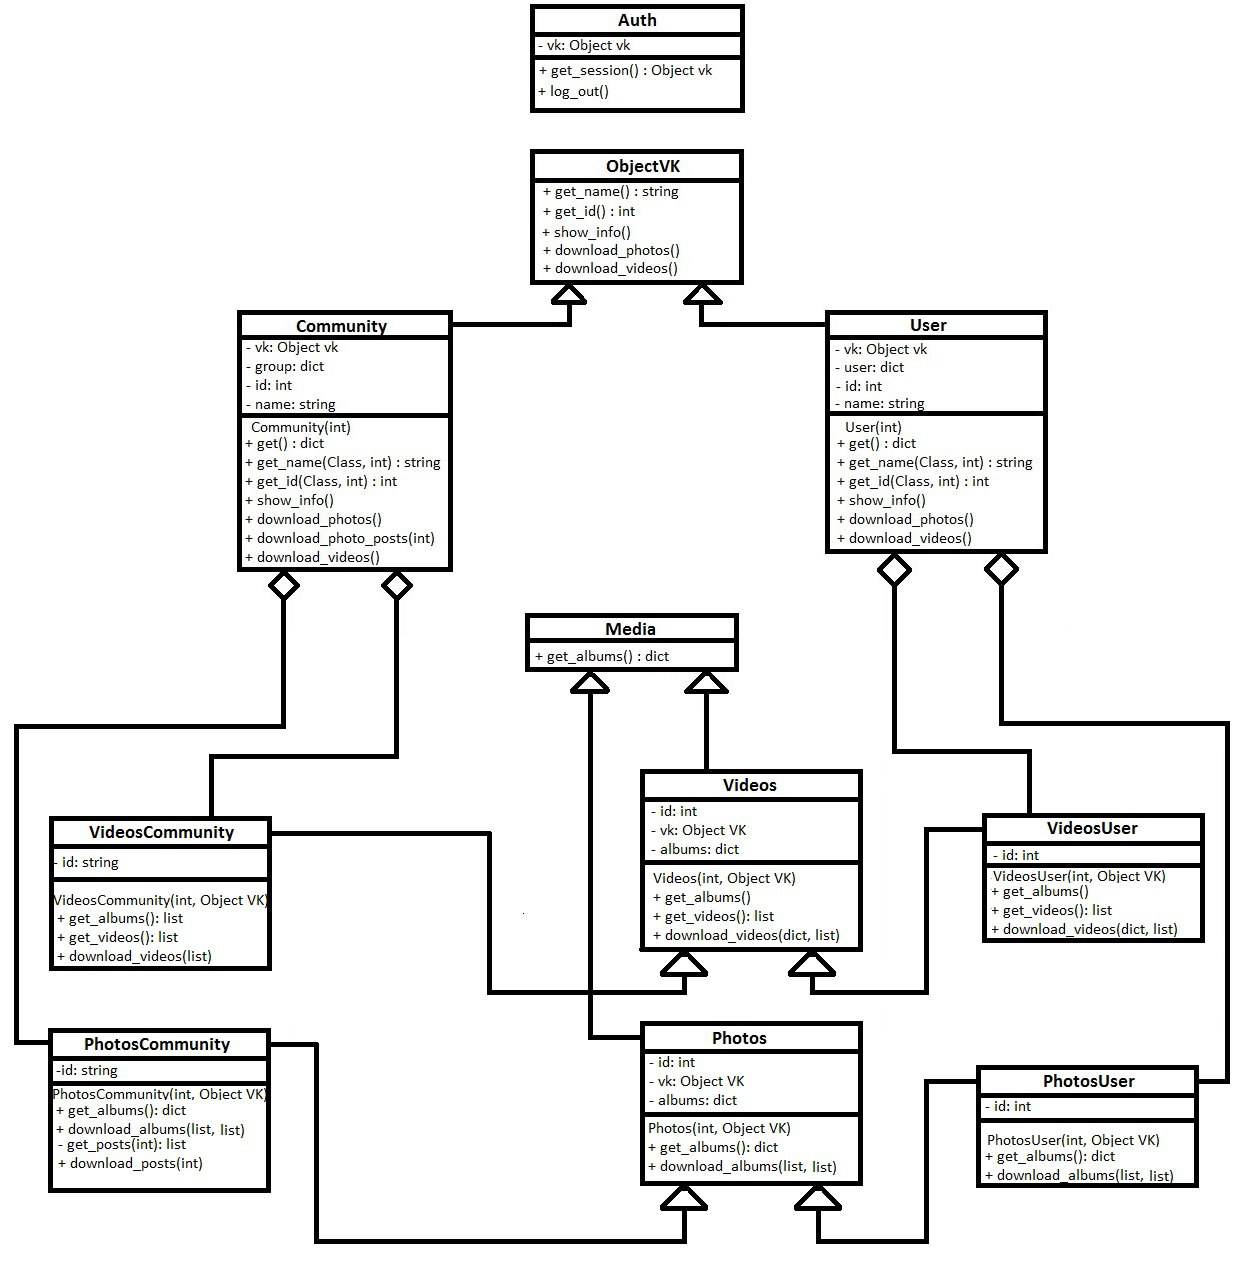 Auth
- vk: Object vk
+ get_session() : Object vk
+ log_out()
ObjectVK
+ get_name() : string
+ get_id() : int
+ show_info()
+ download_photos()
+ download_videos()
Community
- vk: Object vk
- group: dict
- id: int
- name: string
Community(int)
+ get() : dict
+ get_name(Class, int) : string
+ get_id(Class, int) : int
+ show_info()
+ download_photos()
+ download_photo_posts(int)
+ download_videos()
User
- vk: Object vk
- user: dict
- id: int
- name: string
User(int)
+ get() : dict
+ get_name(Class, int) : string
+ get_id(Class, int) : int
+ show_info()
+ download_photos()
+ download_videos()
Media
+ get_albums() : dict
Videos
- id: int
- vk: Object VK
- albums: dict
Videos(int, Object VK)
+ get_albums()
+ get_videos(): list
+ download_videos(dict, list)
VideosCommunity
- id: string
VideosCommunity(int, Object VK)
+ get_albums(): list
+ get_videos(): list
+ download_videos(list)
VideosUser
- id: int
VideosUser(int, Object VK)
+ get_albums()
+ get_videos(): list
+ download_videos(dict, list)
PhotosCommunity
-id: string
PhotosCommunity(int, Object VK)
+ get_albums(): dict
+ download_albums(list, list)
- get_posts(int): list
+ download_posts(int)
Photos
- id: int
- vk: Object VK
- albums: dict
Photos(int, Object VK)
+ get_albums(): dict
+ download_albums(list, list)
PhotosUser
- id: int
PhotosUser(int, Object VK)
+ get_albums(): dict
+ download_albums(list, list)